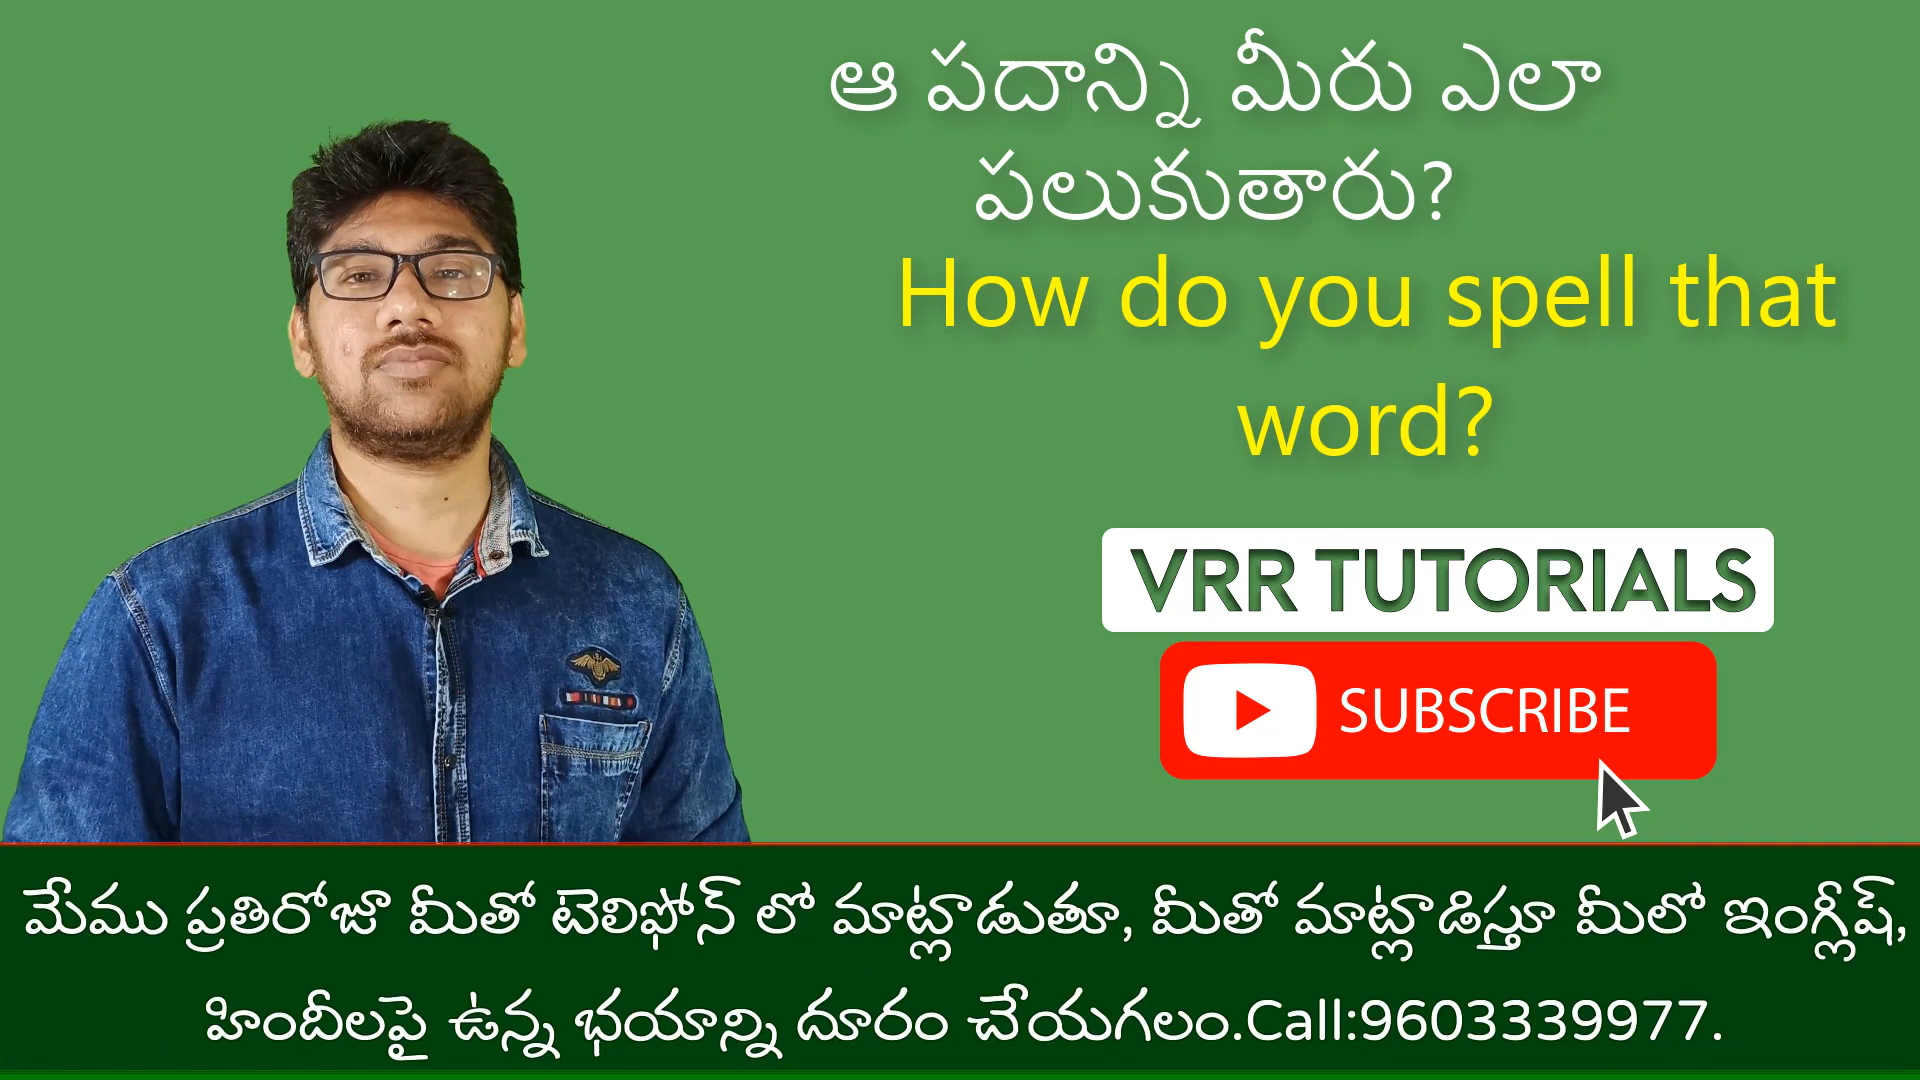 ఆ పదాన్ని మీరు ఎలా
పలుకుతారు?
How do you spell that
word?
VRR TUTORIALS
SUBSCRIBE
మేము ప్రతిరోజూ మీతో టెలిఫోన్ లో మాట్లాడుతూ, మీతో మాట్లాడిస్తూ మీలో ఇంగ్లీష్,
హిందీలపై ఉన్న భయాన్ని దూరం చేయగలం.Call:9603339977.